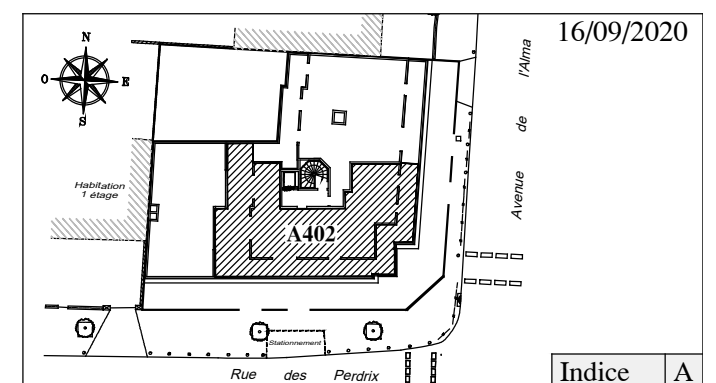 16/09/2020
N
O
E
S
Avenue de l'Alma
Habitation
1 étage
A402
Stationnement
Rue des Perdrix
Indice A